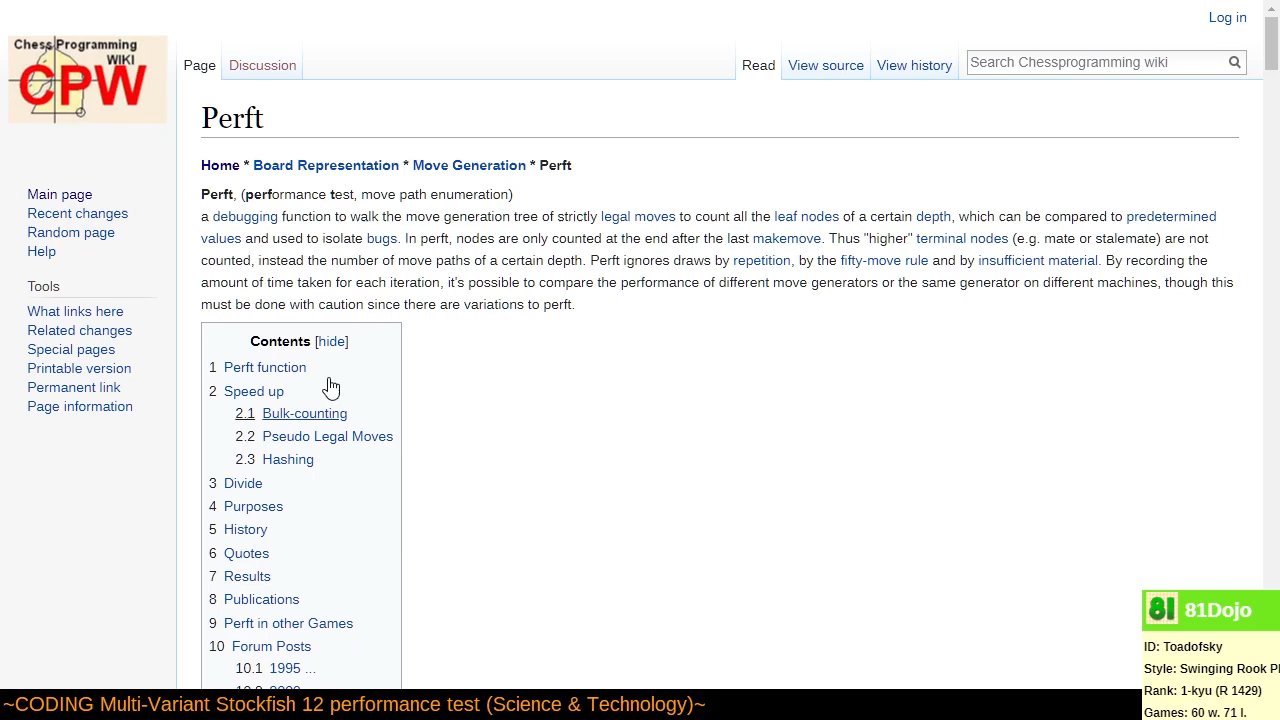 Log in
Chess Programming
WIKI
CPW
Page
Discussion
Read
View source
View history
Search Chessprogramming wiki
Perft
Home * Board Representation * Move Generation * Perft
Perft, (performance test, move path enumeration)
a debugging function to walk the move generation tree of strictly legal moves to count all the leaf nodes of a certain depth, which can be compared to predetermined
values and used to isolate bugs. In perft, nodes are only counted at the end after the last makemove. Thus "higher" terminal nodes (e.g. mate or stalemate) are not
counted, instead the number of move paths of a certain depth. Perft ignores draws by repetition, by the fifty-move rule and by insufficient material. By recording the
amount of time taken for each iteration, it's possible to compare the performance of different move generators or the same generator on different machines, though this
must be done with caution since there are variations to perft.
Main page
Recent changes
Random page
Help
Tools
What links here
Related changes
Special pages
Printable version
Permanent link
Page information
Contents [hide]
1 Perft function
2 Speed up
2.1 Bulk-counting
2.2 Pseudo Legal Moves
2.3 Hashing
3 Divide
4 Purposes
5 History
6 Quotes
7 Results
8 Publications
9 Perft in other Games
10 Forum Posts
10.1 1995 ...
81 81Dojo
ID: Toadofsky
Style: Swinging Rook
Rank: 1-kyu (R 1429)
Games: 60 w. 71 l.
~CODING Multi-Variant Stockfish 12 performance test (Science & Technology)~